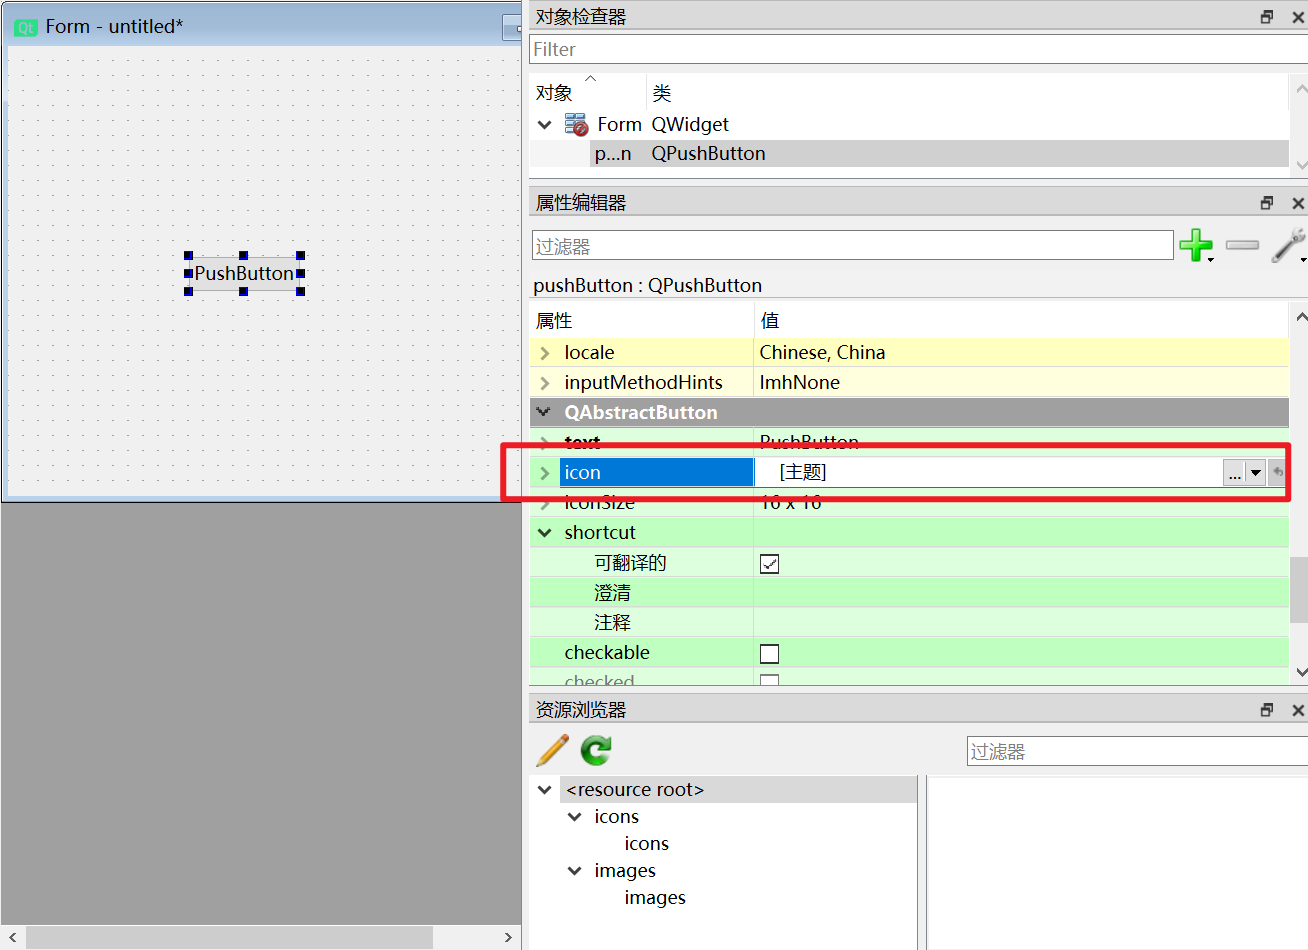 Form - untitled*
PushButton
对象检查器
Filter
对象 类
Form QWidget
p...n QPushButton
属性编辑器
过滤器
pushButton : QPushButton
属性 值
locale Chinese, China
inputMethodHints ImhNone
QAbstractButton
text PushButton
icon [主题] ...
iconSize 16 x 16
shortcut
可翻译的
澄清
注释
checkable
checked
资源浏览器
过滤器
<resource root>
icons
icons
images
images